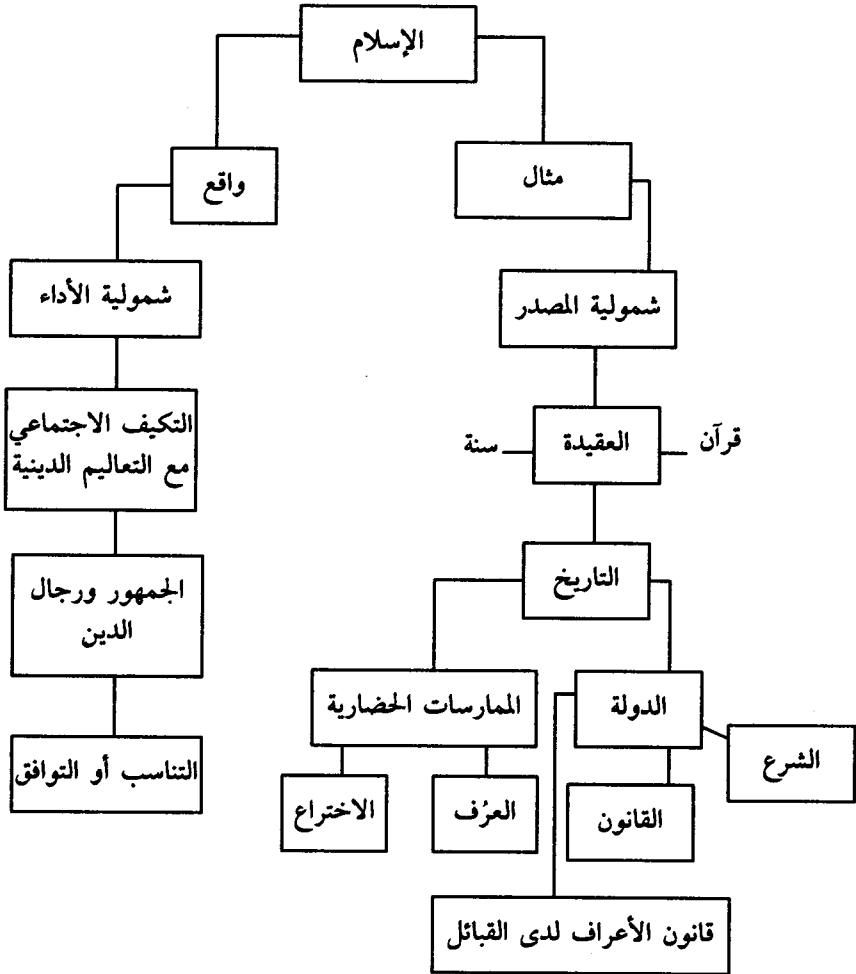 الإسلام
مثال
واقع
شمولية المصدر
شمولية الأداء
قرآن
العقيدة
سنة
التكيف الاجتماعي
مع التعاليم الدينية
التاريخ
الجمهور ورجال
الدين
الدولة
الممارسات الحضارية
الشرع
التناسب أو التوافق
القانون
العرُف
الاختراع
قانون الأعراف لدى القبائل